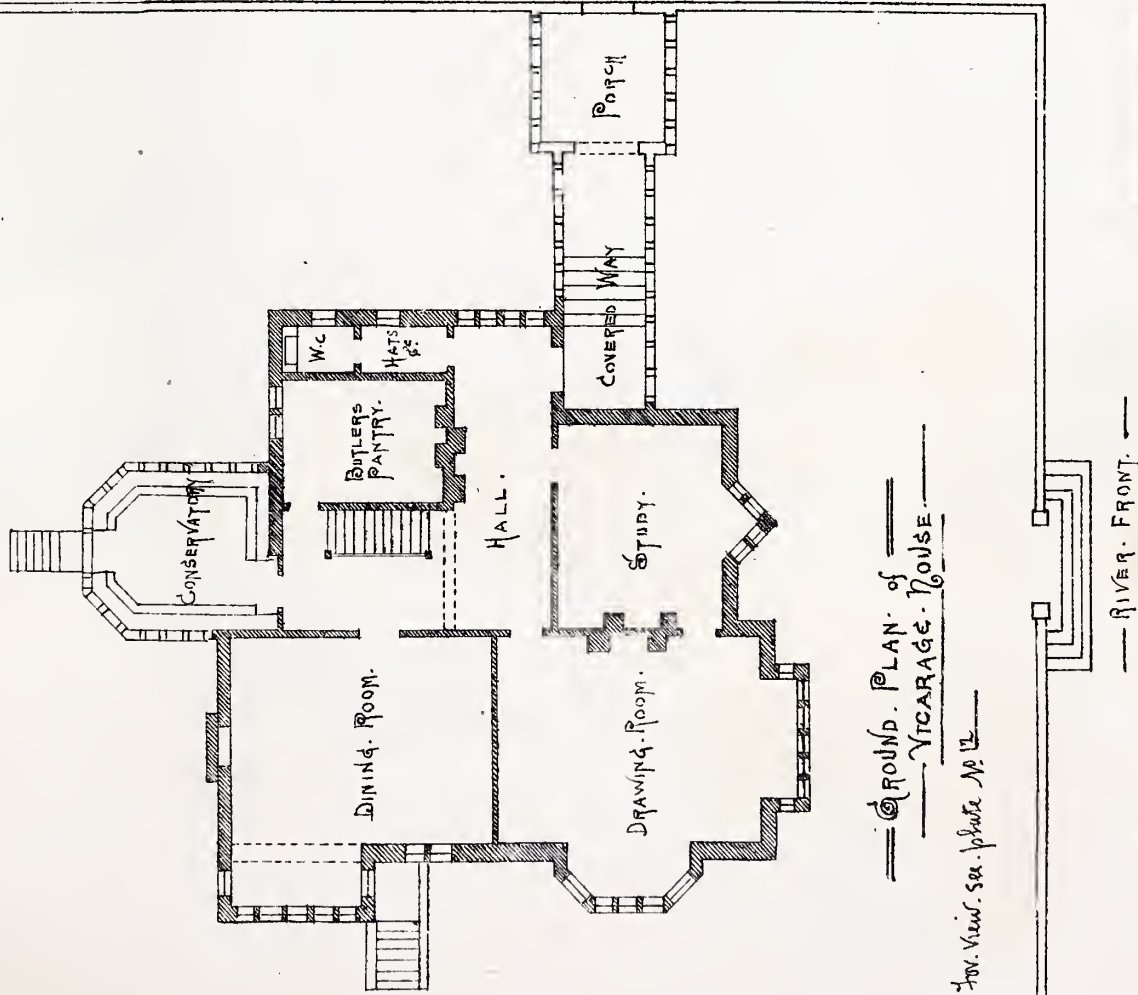 PORCH
COVERED WAY
W.C
HATS
&c
BUTLERS
PANTRY.
CONSERVATORY
HALL.
STUDY.
DINING. ROOM.
DRAWING. ROOM.
GROUND. PLAN. of
VICARAGE. HOUSE.
For. View. see. plate No 12
RIVER. FRONT.